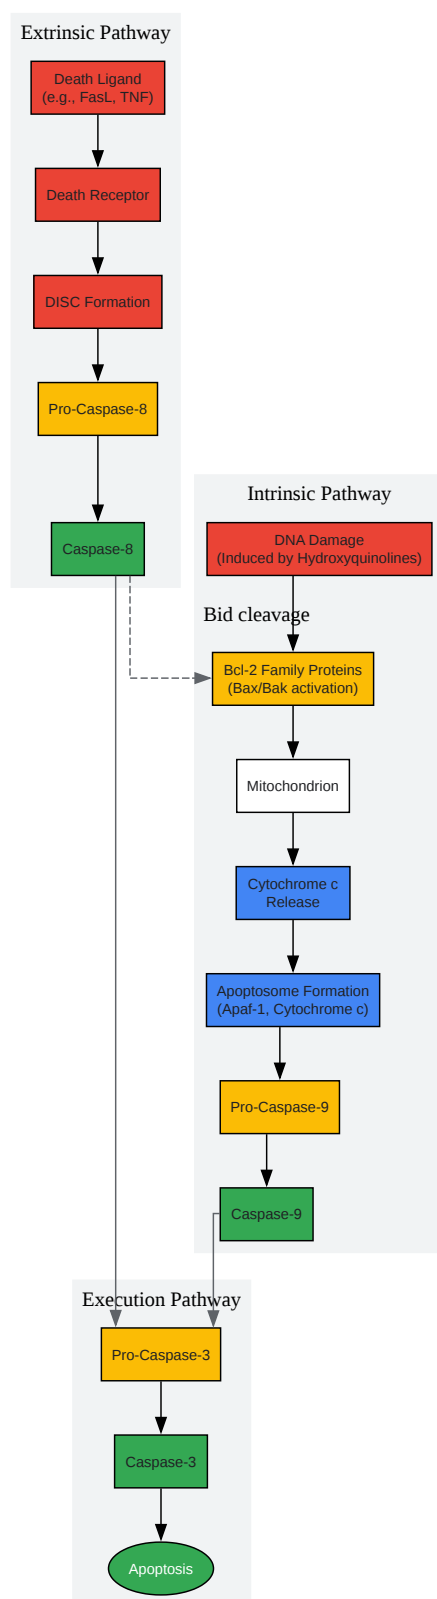 Extrinsic Pathway
Death Ligand
(e.g., FasL, TNF)
Death Receptor
DISC Formation
Pro-Caspase-8
Caspase-8
Intrinsic Pathway
DNA Damage
(Induced by Hydroxyquinolines)
Bid cleavage
Bcl-2 Family Proteins
(Bax/Bak activation)
Mitochondrion
Cytochrome c
Release
Apoptosome Formation
(Apaf-1, Cytochrome c)
Pro-Caspase-9
Caspase-9
Execution Pathway
Pro-Caspase-3
Caspase-3
Apoptosis